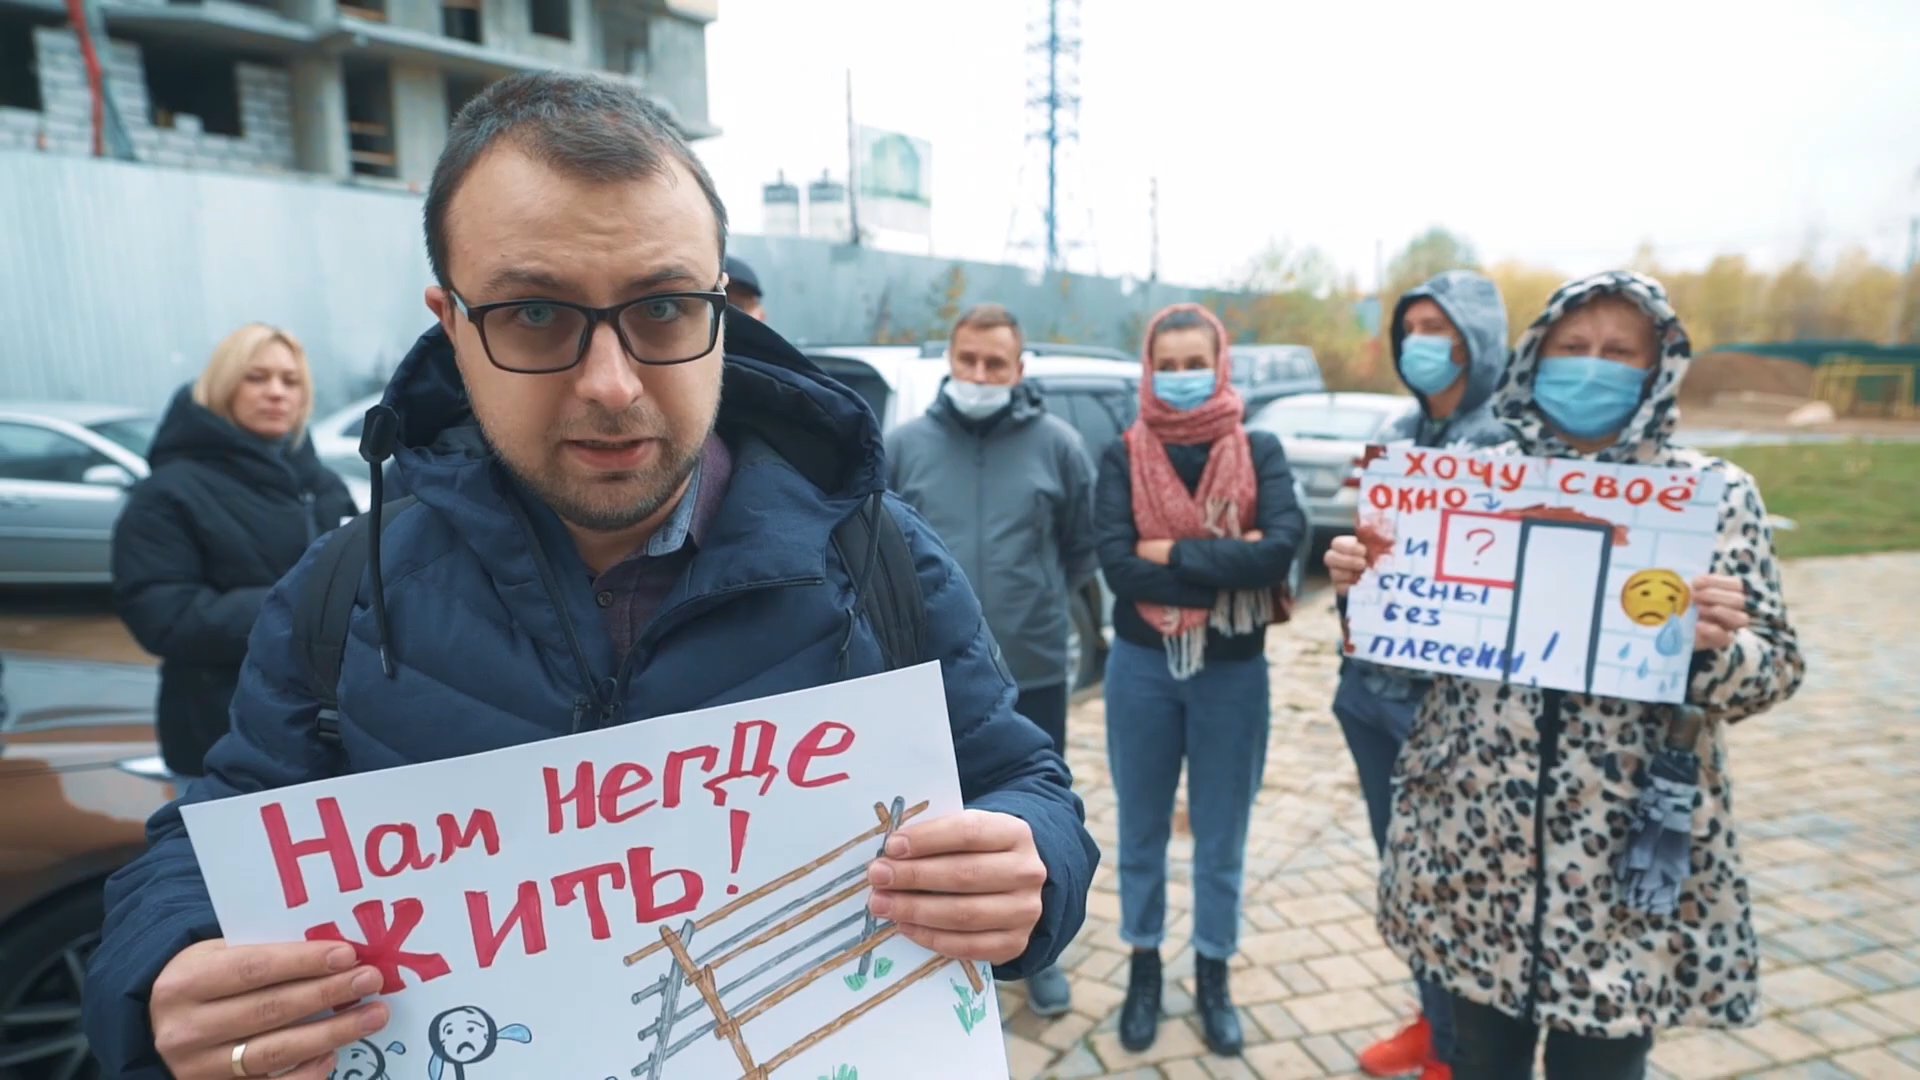 Нам негде
жить!
хочу своё
окно
и ?
стены
без
плесени!